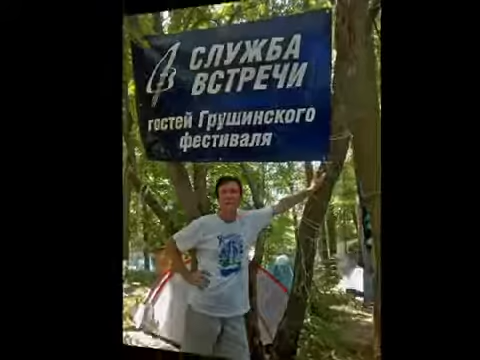 СЛУЖБА
ВСТРЕЧИ
гостей Грушинского
фестиваля